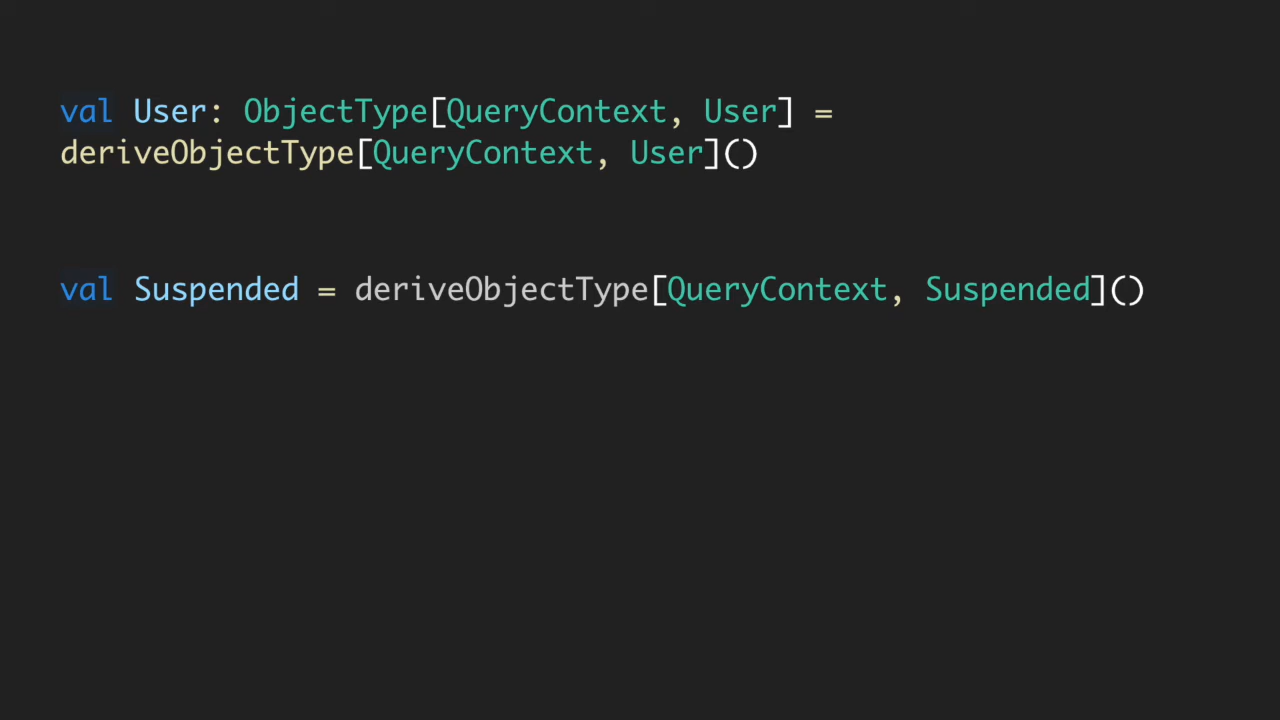 val User: ObjectType[QueryContext, User] =
deriveObjectType[QueryContext, User]()
val Suspended = deriveObjectType[QueryContext, Suspended]()